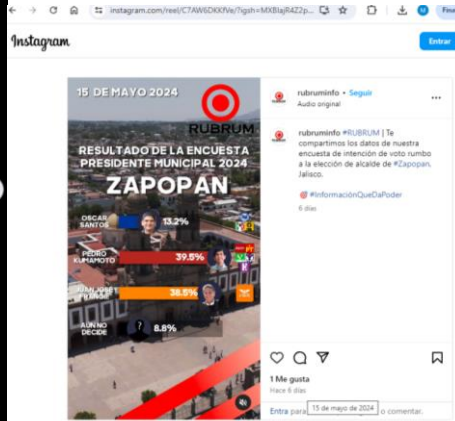 instagram.com/reel/C7AW6DKKfVe/?igsh=MXBlajR4Z2p...
Instagram
Entrar
15 DE MAYO 2024
RUBRUM
RESULTADO DE LA ENCUESTA
PRESIDENTE MUNICIPAL 2024
ZAPOPAN
OSCAR
SANTOS
13.2%
PEDRO
KUMAMOTO
39.5%
38.5%
AÚN NO
DECIDE
?
8.8%
rubruminfo • Seguir
Audio original
rubruminfo #RUBRUM | Te
compartimos los datos de nuestra
encuesta de intención de voto rumbo
a la elección de alcalde de #Zapopan,
Jalisco.
#InformaciónQueDaPoder
6 días
1 Me gusta
Hace 6 días
Entra para
15 de mayo de 2024
o comentar.